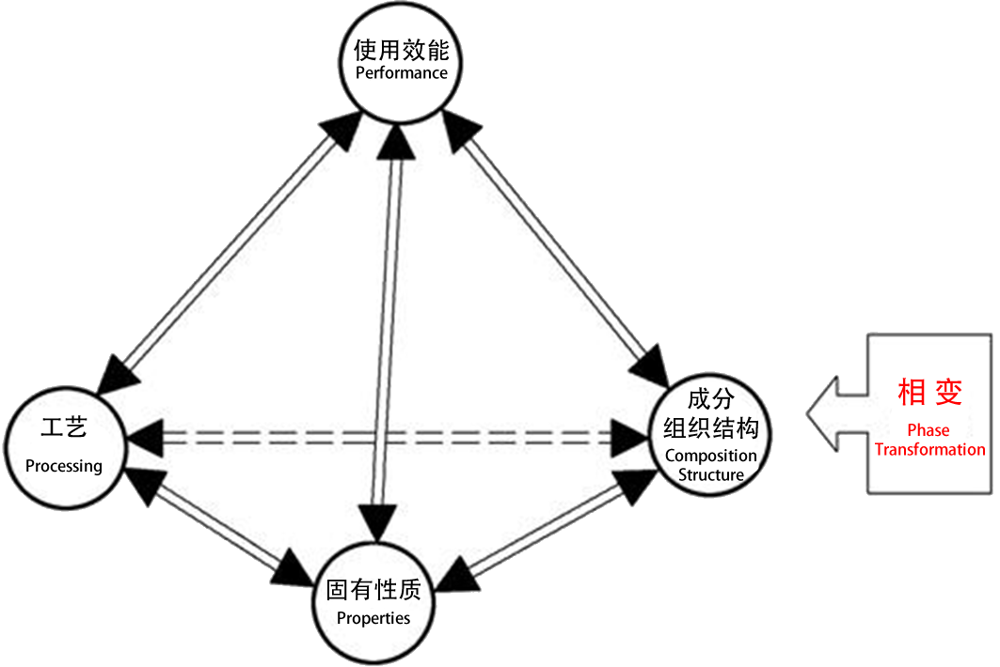 使用效能
Performance
工艺
Processing
成分
组织结构
Composition
Structure
相变
Phase
Transformation
固有性质
Properties